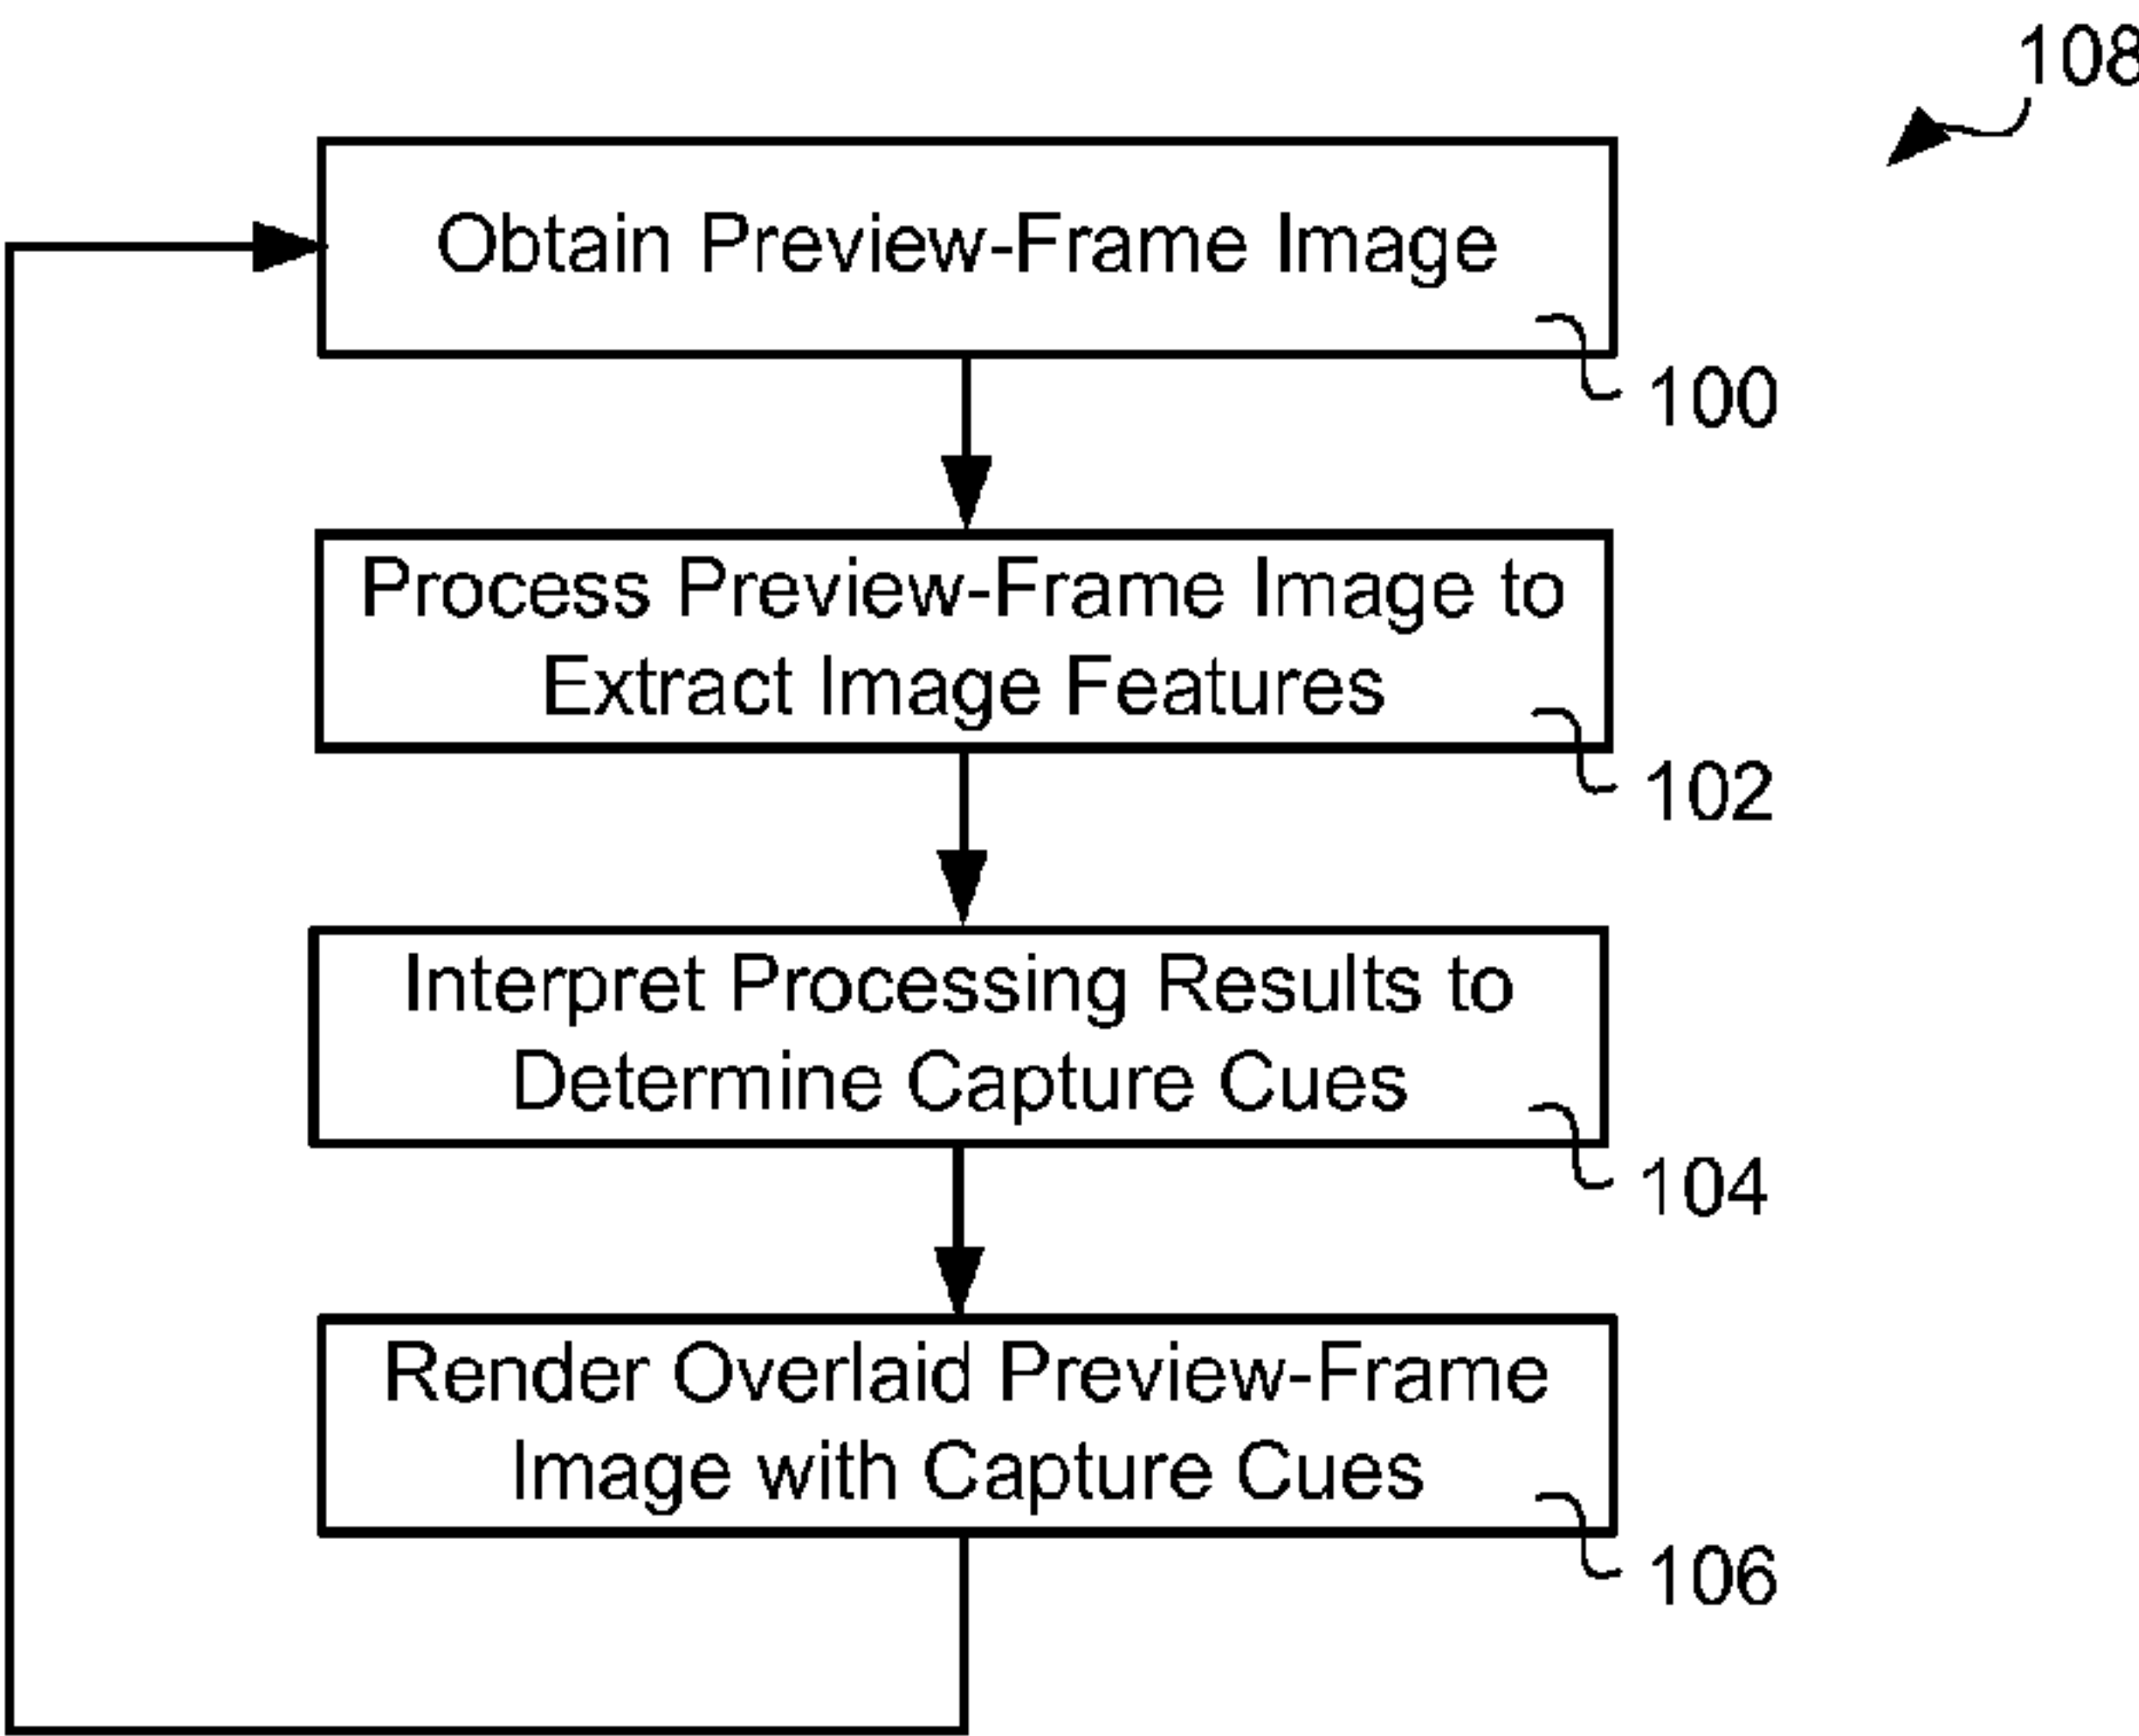 108
Obtain Preview-Frame Image
100
Process Preview-Frame Image to
Extract Image Features
102
Interpret Processing Results to
Determine Capture Cues
104
Render Overlaid Preview-Frame
Image with Capture Cues
106